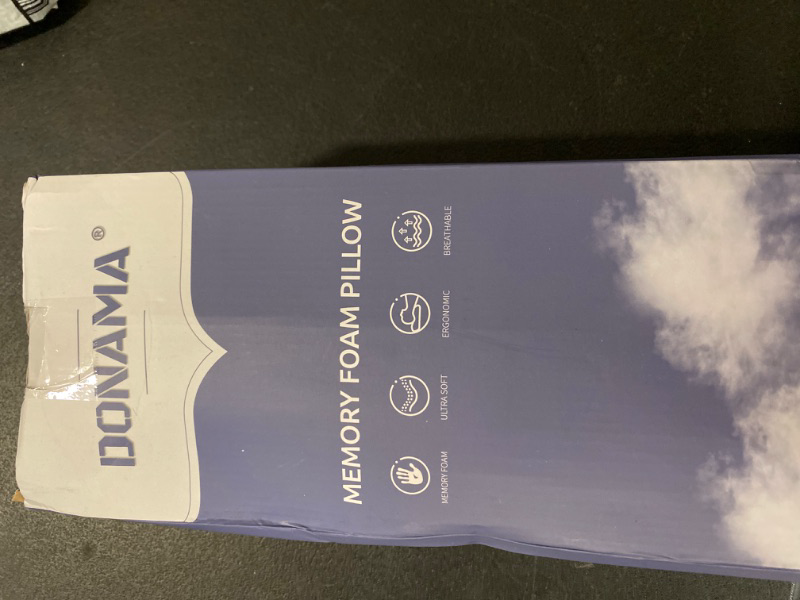 DONAMA®
MEMORY FOAM PILLOW
MEMORY FOAM
ULTRA SOFT
ERGONOMIC
BREATHABLE